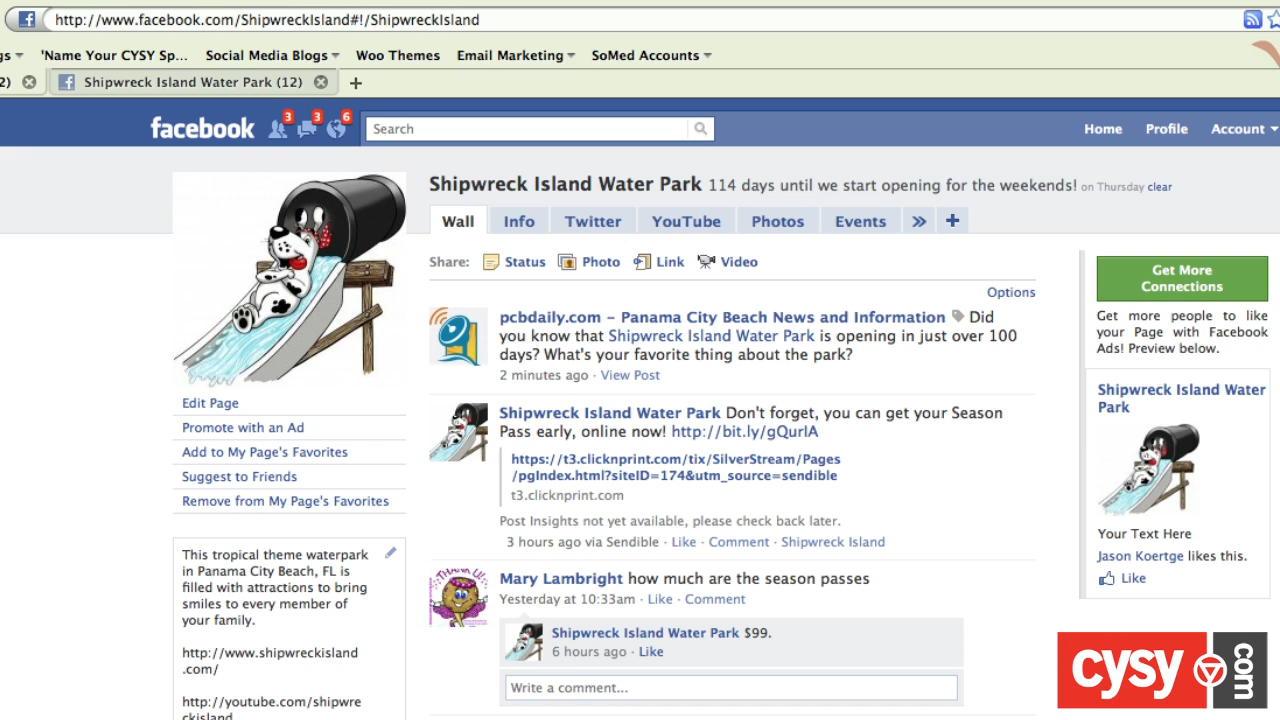 http://www.facebook.com/ShipwreckIsland#!/ShipwreckIsland
gs
'Name Your CYSY Sp...
Social Media Blogs
Woo Themes
Email Marketing
SoMed Accounts
2)
Shipwreck Island Water Park (12)
facebook
3
3
6
Search
Home
Profile
Account
Shipwreck Island Water Park 114 days until we start opening for the weekends! on Thursday clear
Wall
Info
Twitter
YouTube
Photos
Events
Share:
Status
Photo
Link
Video
Options
pcbdaily.com – Panama City Beach News and Information Did
you know that Shipwreck Island Water Park is opening in just over 100
days? What's your favorite thing about the park?
2 minutes ago · View Post
Shipwreck Island Water Park Don't forget, you can get your Season
Pass early, online now! http://bit.ly/gQurIA
https://t3.clicknprint.com/tix/SilverStream/Pages
/pgIndex.html?siteID=174&utm_source=sendible
t3.clicknprint.com
Post Insights not yet available, please check back later.
3 hours ago via Sendible · Like · Comment · Shipwreck Island
THANK U!
Mary Lambright how much are the season passes
Yesterday at 10:33am · Like · Comment
Shipwreck Island Water Park $99.
6 hours ago · Like
Write a comment...
Edit Page
Promote with an Ad
Add to My Page's Favorites
Suggest to Friends
Remove from My Page's Favorites
This tropical theme waterpark
in Panama City Beach, FL is
filled with attractions to bring
smiles to every member of
your family.
http://www.shipwreckisland
.com/
http://youtube.com/shipwre
ckisland
Get More
Connections
Get more people to like
your Page with Facebook
Ads! Preview below.
Shipwreck Island Water
Park
Your Text Here
Jason Koertge likes this.
Like
cysy
com